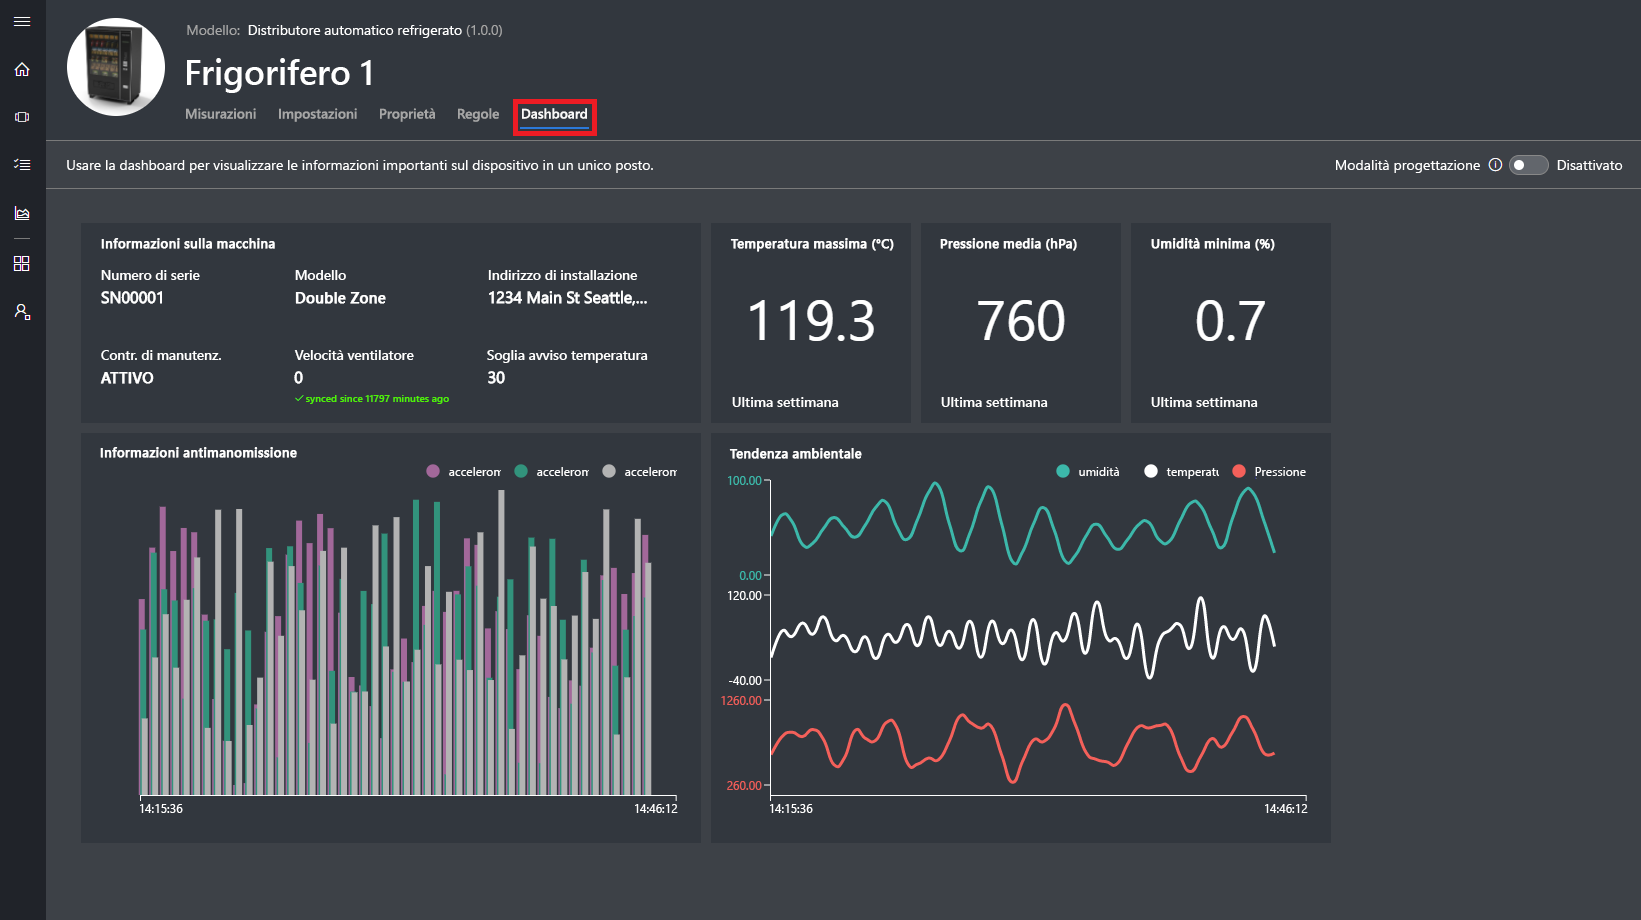 Modello: Distributore automatico refrigerato (1.0.0)
Frigorifero 1
Misurazioni Impostazioni Proprietà Regole Dashboard
Usare la dashboard per visualizzare le informazioni importanti sul dispositivo in un unico posto.
Modalità progettazione Disattivato
Informazioni sulla macchina
Numero di serie Modello Indirizzo di installazione
SN00001 Double Zone 1234 Main St Seattle,...
Contr. di manutenz. Velocità ventilatore Soglia avviso temperatura
ATTIVO 0 30
synced since 11797 minutes ago
Temperatura massima (°C)
119.3
Ultima settimana
Pressione media (hPa)
760
Ultima settimana
Umidità minima (%)
0.7
Ultima settimana
Informazioni antimanomissione
accelerom accelerom accelerom
14:15:36 14:46:12
Tendenza ambientale
umidità temperatu Pressione
100.00
0.00
120.00
-40.00
1260.00
260.00
14:15:36 14:46:12